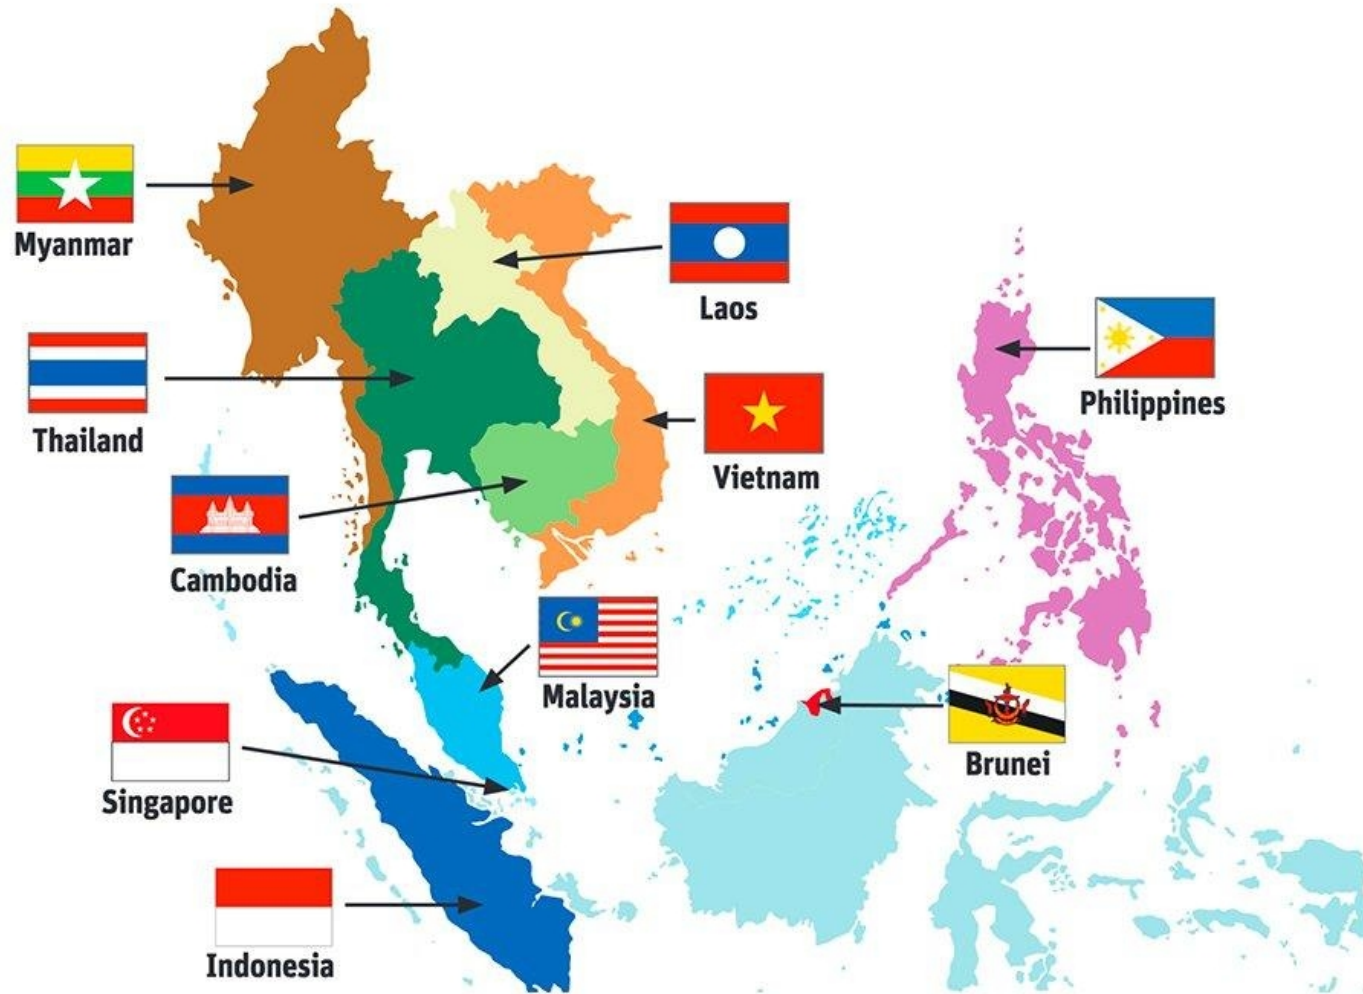 Myanmar
Laos
Thailand
Philippines
Vietnam
Cambodia
Malaysia
Singapore
Brunei
Indonesia